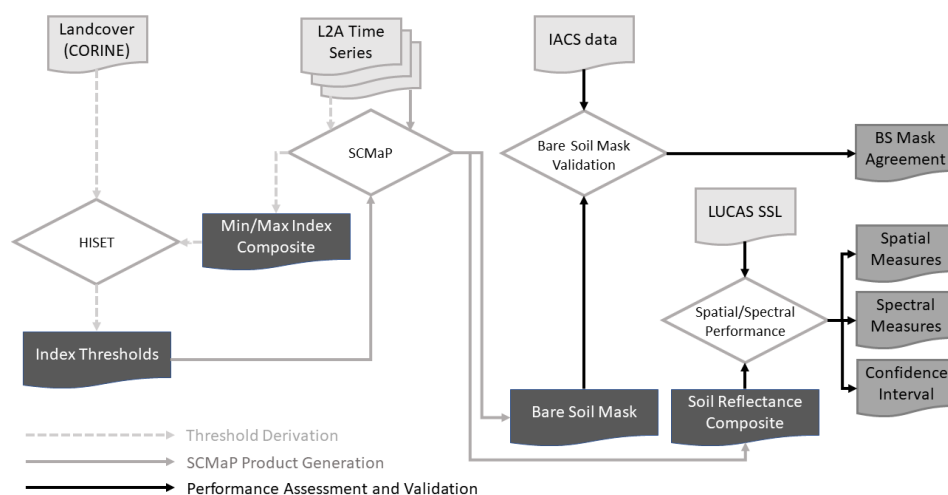 Landcover
(CORINE)
L2A Time
Series
IACS data
SCMaP
Bare Soil Mask
Validation
BS Mask
Agreement
LUCAS SSL
Min/Max Index
Composite
HISET
Spatial
Measures
Spatial/Spectral
Performance
Spectral
Measures
Index Thresholds
Confidence
Interval
Bare Soil Mask
Soil Reflectance
Composite
Threshold Derivation
SCMaP Product Generation
Performance Assessment and Validation